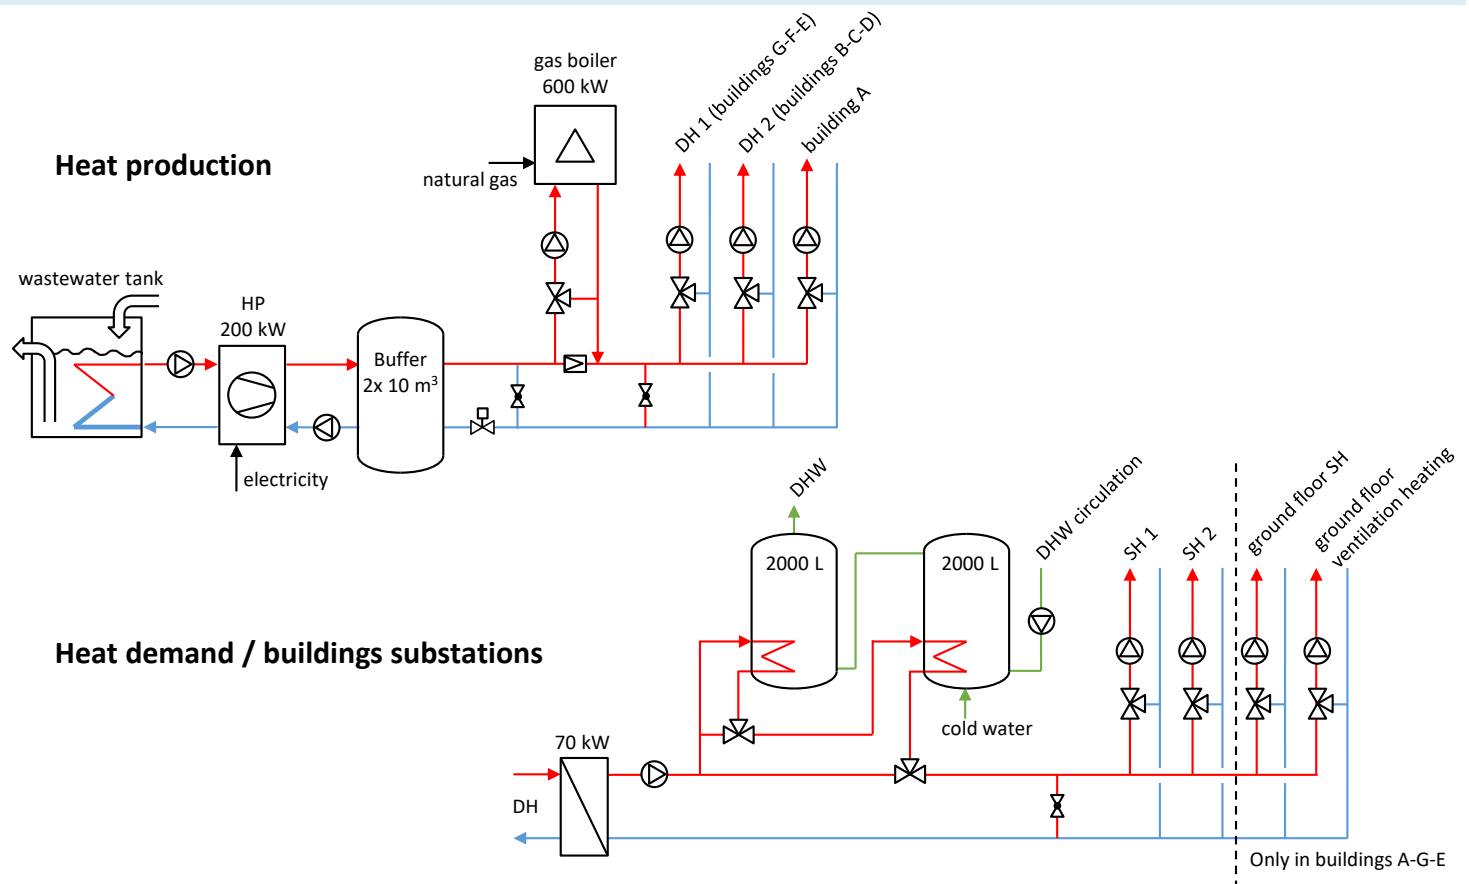 gas boiler
600 kW
DH 1 (buildings G-F-E)
DH 2 (buildings B-C-D)
building A
Heat production
natural gas
wastewater tank
HP
200 kW
Buffer
2x 10 m³
electricity
DHW
2000 L
2000 L
DHW circulation
SH 1
SH 2
ground floor SH
ground floor
ventilation heating
Heat demand / buildings substations
cold water
70 kW
DH
Only in buildings A-G-E